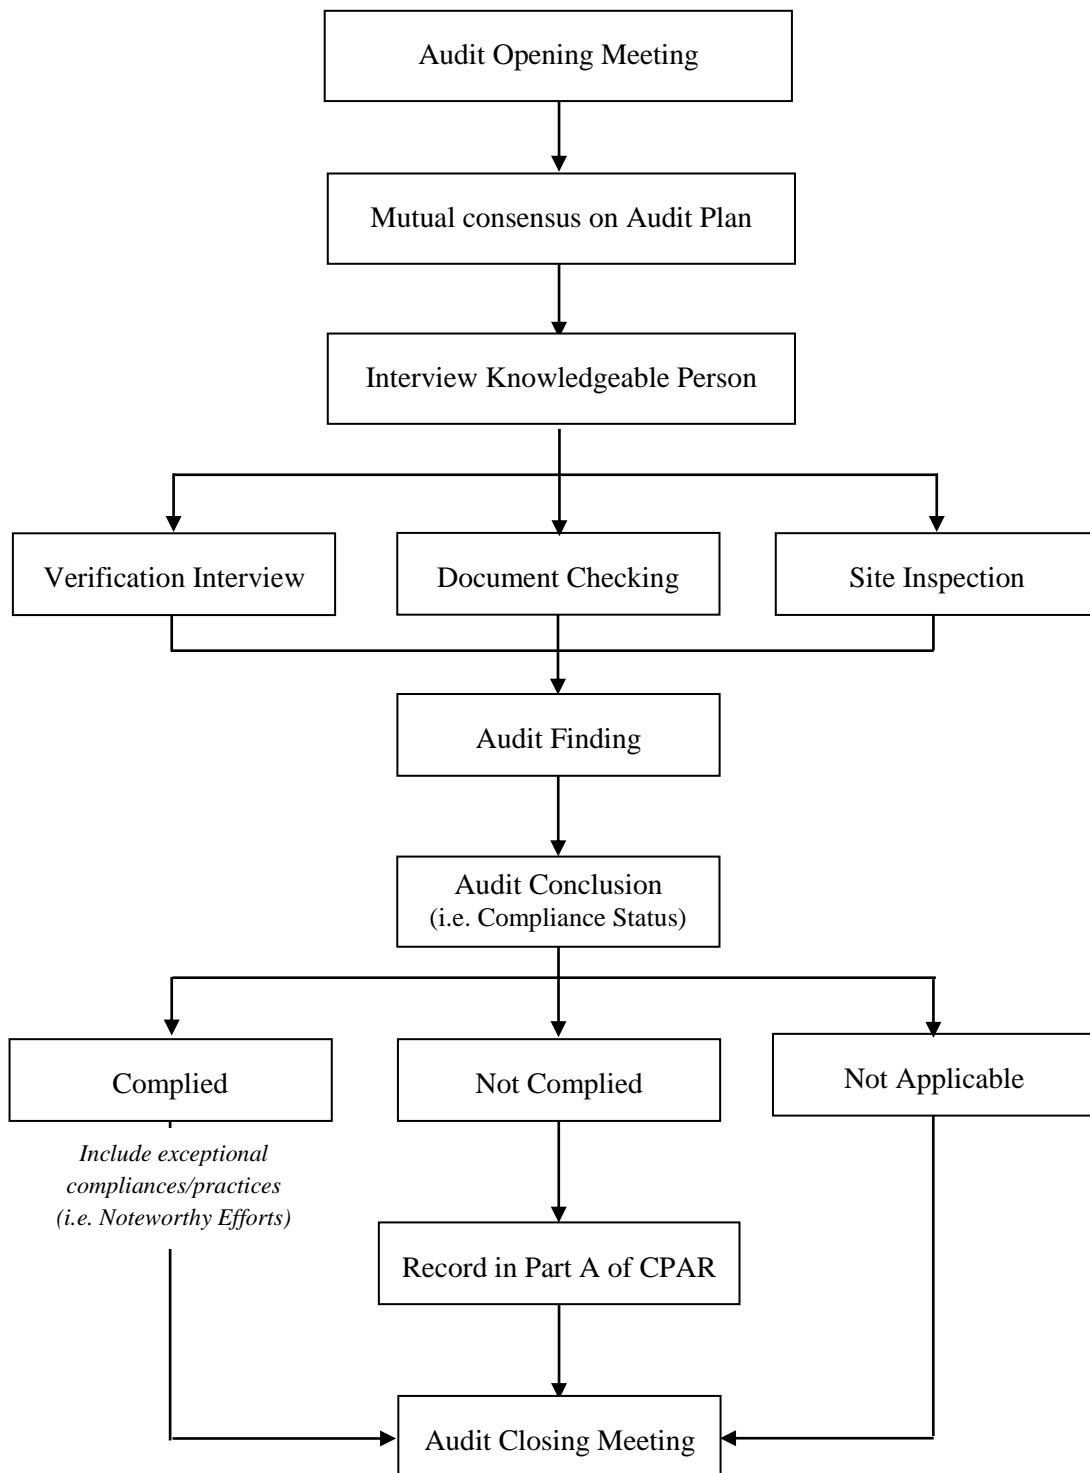 Audit Opening Meeting
Mutual consensus on Audit Plan
Interview Knowledgeable Person
Verification Interview
Document Checking
Site Inspection
Audit Finding
Audit Conclusion
(i.e. Compliance Status)
Complied
Not Complied
Not Applicable
Include exceptional
compliances/practices
(i.e. Noteworthy Efforts)
Record in Part A of CPAR
Audit Closing Meeting